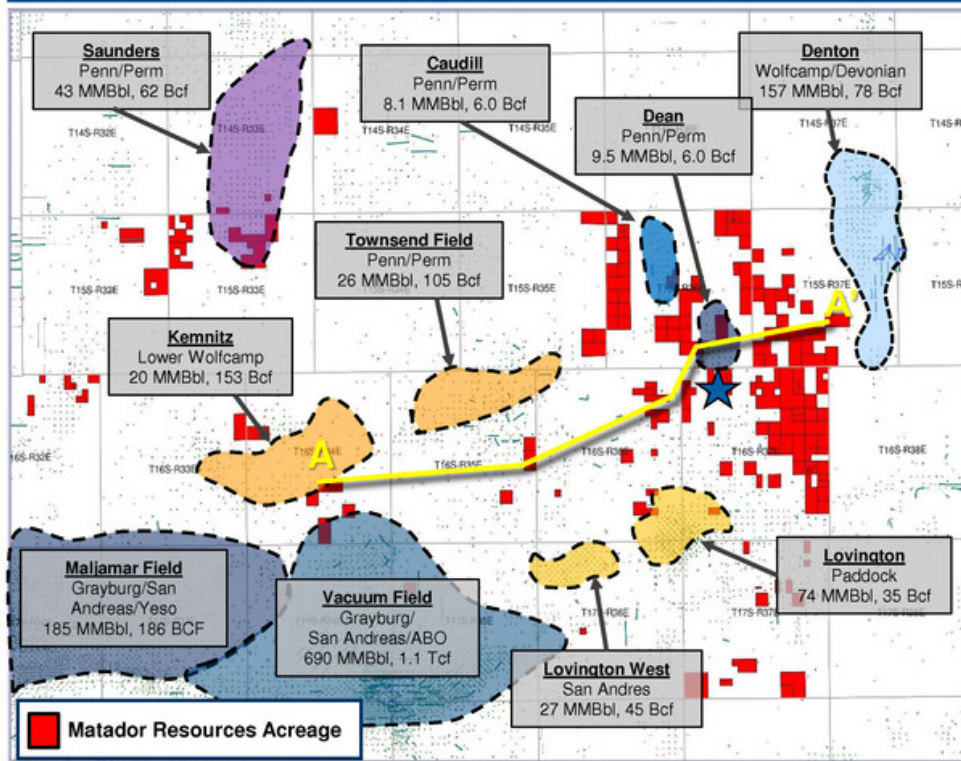 Saunders
Penn/Perm
43 MMBbl, 62 Bcf
Caudill
Penn/Perm
8.1 MMBbl, 6.0 Bcf
Denton
Wolfcamp/Devonian
157 MMBbl, 78 Bcf
Dean
Penn/Perm
9.5 MMBbl, 6.0 Bcf
T14S-R32E
T14S-R33E
T14S-R34E
T14S-R35E
T14S-R37E
Townsend Field
Penn/Perm
26 MMBbl, 105 Bcf
T15S-R32E
T15S-R33E
T15S-R35E
T15S-R37E
A'
Kemnitz
Lower Wolfcamp
20 MMBbl, 153 Bcf
A
T16S-R33E
T16S-R35E
T16S-R36E
T16S-R38E
Maljamar Field
Grayburg/San
Andreas/Yeso
185 MMBbl, 186 BCF
Vacuum Field
Grayburg/
San Andreas/ABO
690 MMBbl, 1.1 Tcf
Lovington
Paddock
74 MMBbl, 35 Bcf
Lovington West
San Andres
27 MMBbl, 45 Bcf
Matador Resources Acreage